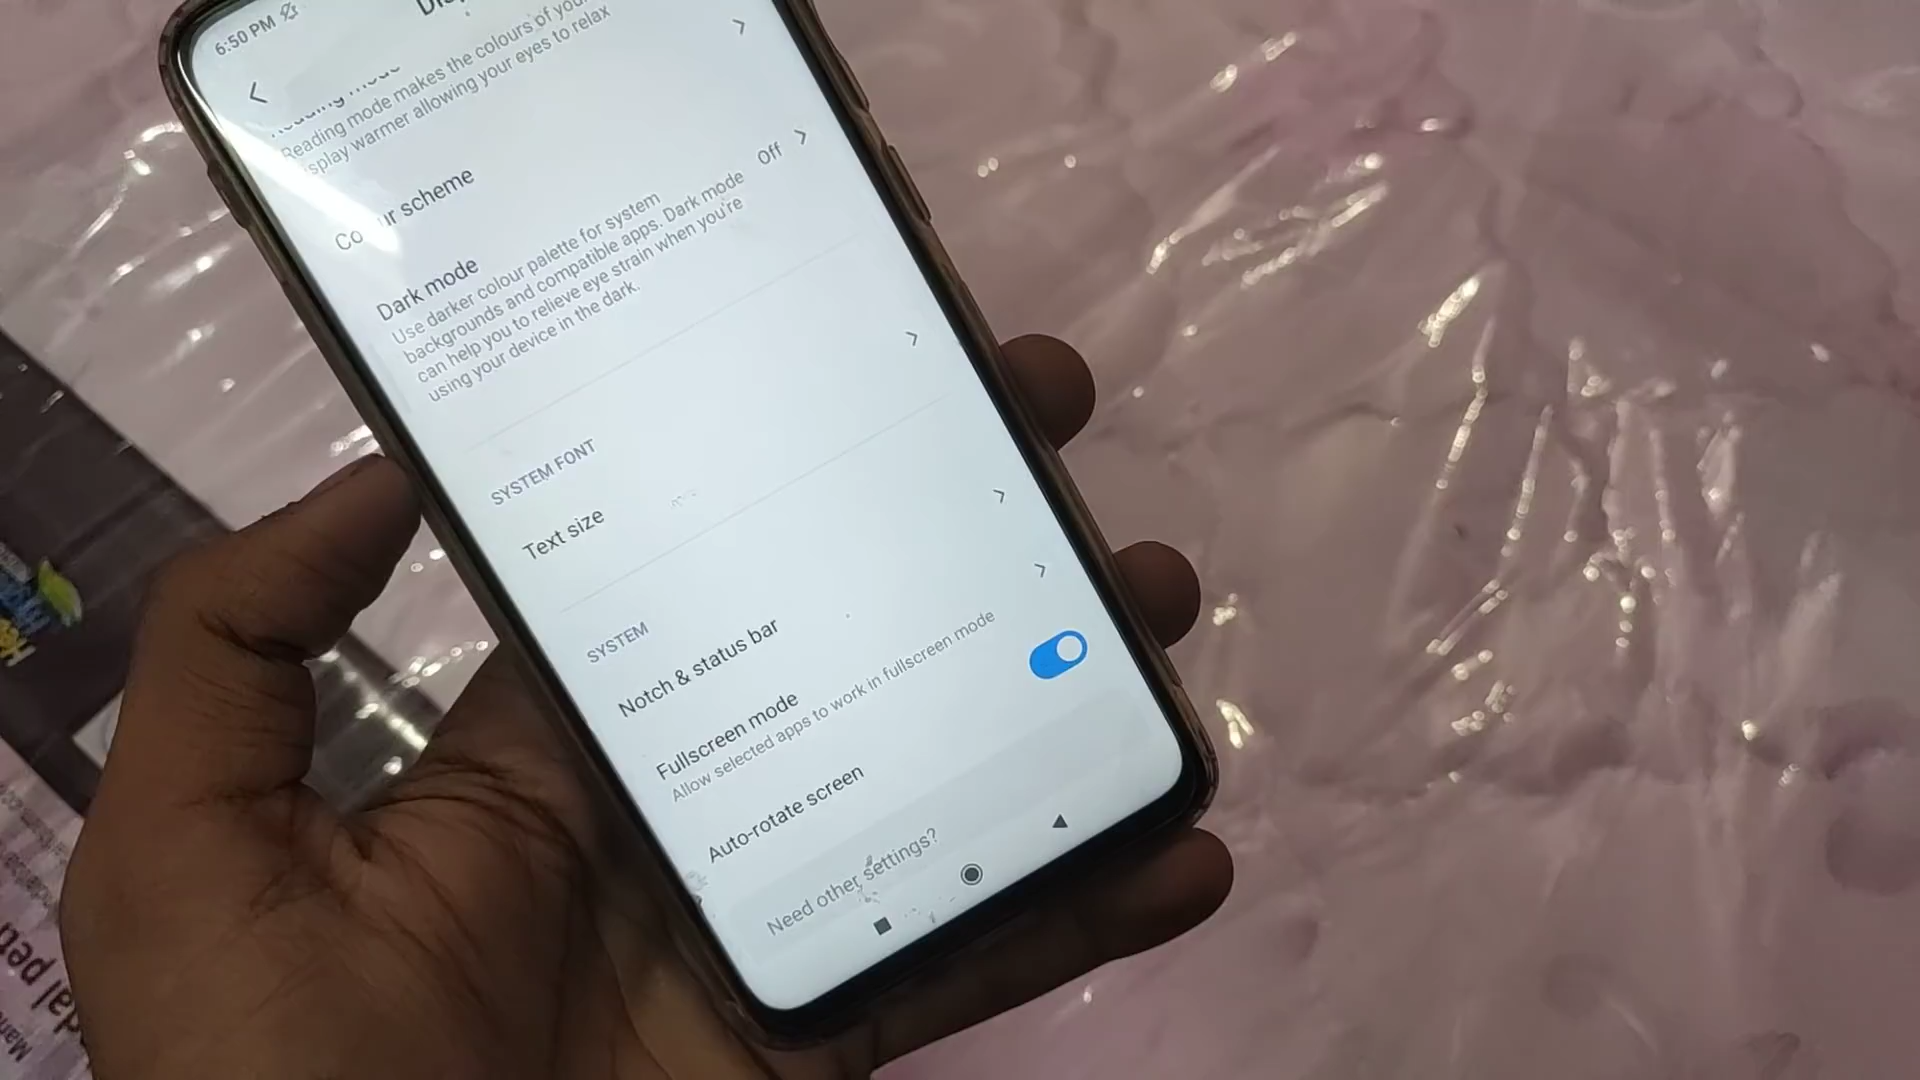 6:50 PM
Reading mode makes the colours of your
display warmer allowing your eyes to relax
scheme
Dark mode
Use darker colour palette for system
backgrounds and compatible apps. Dark mode
can help you to relieve eye strain when you're
using your device in the dark.
Off
SYSTEM FONT
Text size
SYSTEM
Notch & status bar
Fullscreen mode
Allow selected apps to work in fullscreen mode
Auto-rotate screen
Need other settings?